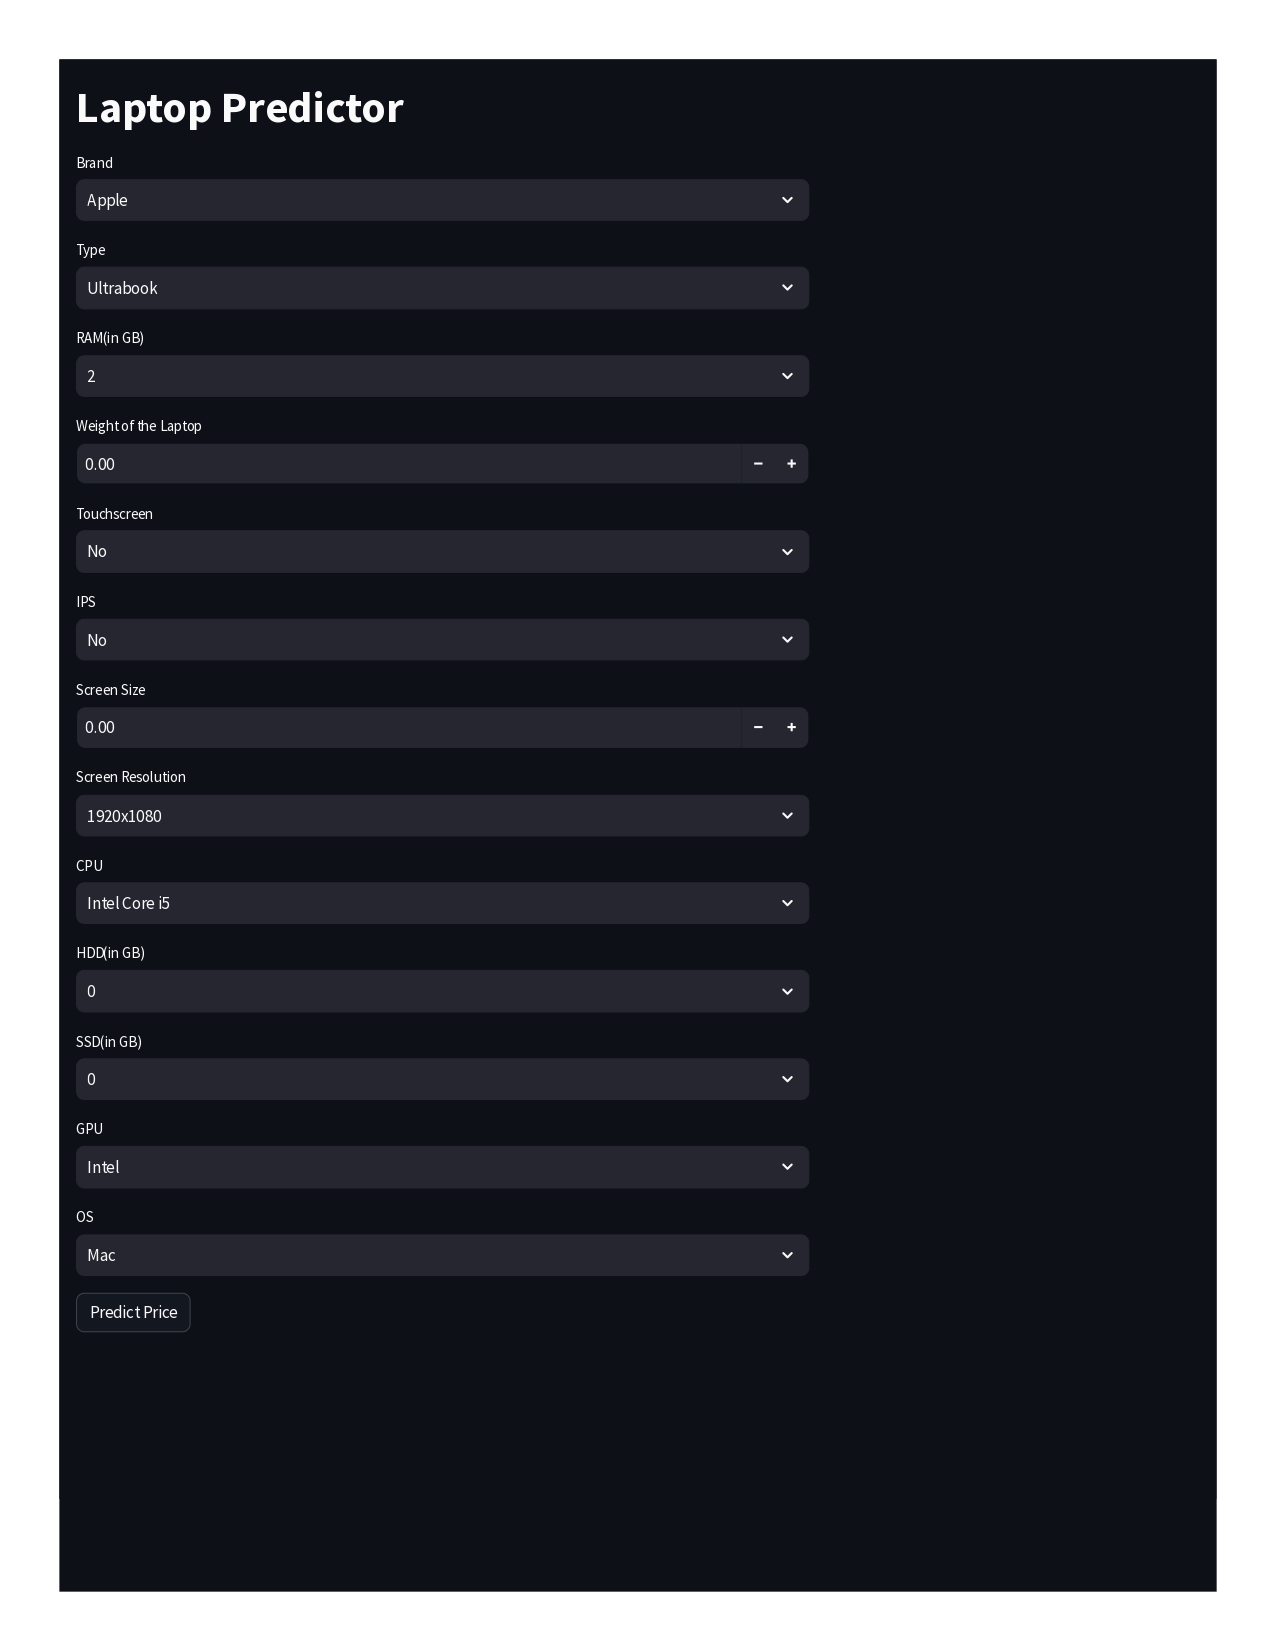 Laptop Predictor
Brand
Apple
Type
Ultrabook
RAM(in GB)
2
Weight of the Laptop
0.00
Touchscreen
No
IPS
No
Screen Size
0.00
Screen Resolution
1920x1080
CPU
Intel Core i5
HDD(in GB)
0
SSD(in GB)
0
GPU
Intel
OS
Mac
Predict Price